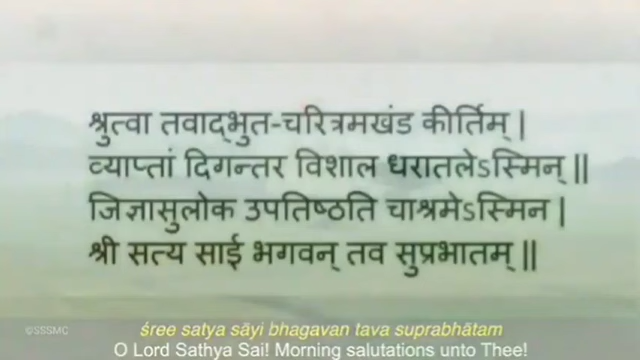 श्रुत्वा तवाद्भुत-चरित्रमखंड कीर्तिम् |
व्याप्तां दिगन्तर विशाल धरातलेऽस्मिन् ||
जिज्ञासुलोक उपतिष्ठति चाश्रमेऽस्मिन |
श्री सत्य साई भगवन् तव सुप्रभातम् ||
śree satya sāyi bhagavan tava suprabhātam
©SSSMC
O Lord Sathya Sai! Morning salutations unto Thee!